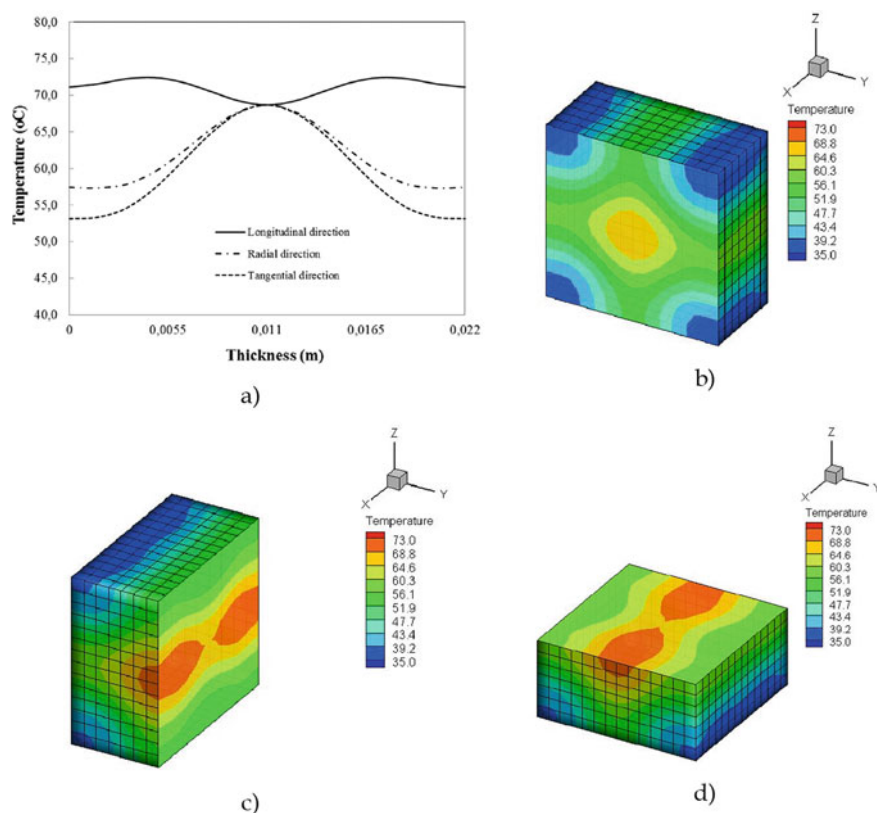 80,0
75,0
70,0
65,0
60,0
55,0
50,0
45,0
40,0
Temperature (oC)
Longitudinal direction
Radial direction
Tangential direction
0
0,0055
0,011
0,0165
0,022
Thickness (m)
a)
Z
X
Y
Temperature
73.0
68.8
64.6
60.3
56.1
51.9
47.7
43.4
39.2
35.0
b)
Z
X
Y
Temperature
73.0
68.8
64.6
60.3
56.1
51.9
47.7
43.4
39.2
35.0
c)
Z
X
Y
Temperature
73.0
68.8
64.6
60.3
56.1
51.9
47.7
43.4
39.2
35.0
d)